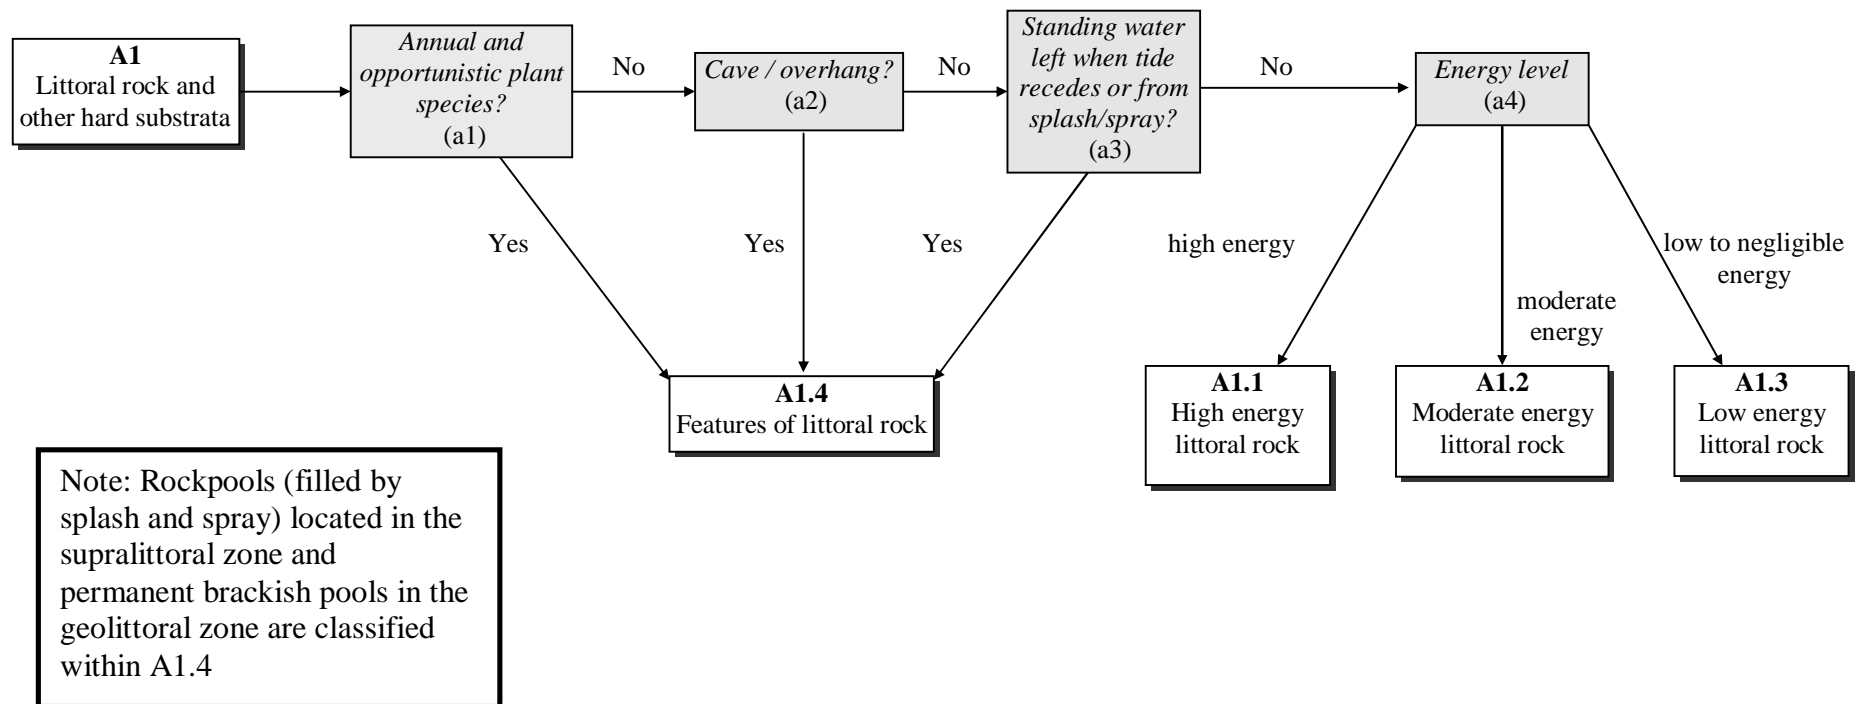 A1
Littoral rock and
other hard substrata
Annual and
opportunistic plant
species?
(a1)
No
Cave / overhang?
(a2)
No
Standing water
left when tide
recedes or from
splash/spray?
(a3)
No
Energy level
(a4)
Yes
Yes
Yes
high energy
moderate
energy
low to negligible
energy
A1.4
Features of littoral rock
A1.1
High energy
littoral rock
A1.2
Moderate energy
littoral rock
A1.3
Low energy
littoral rock
Note: Rockpools (filled by
splash and spray) located in the
supralittoral zone and
permanent brackish pools in the
geolittoral zone are classified
within A1.4